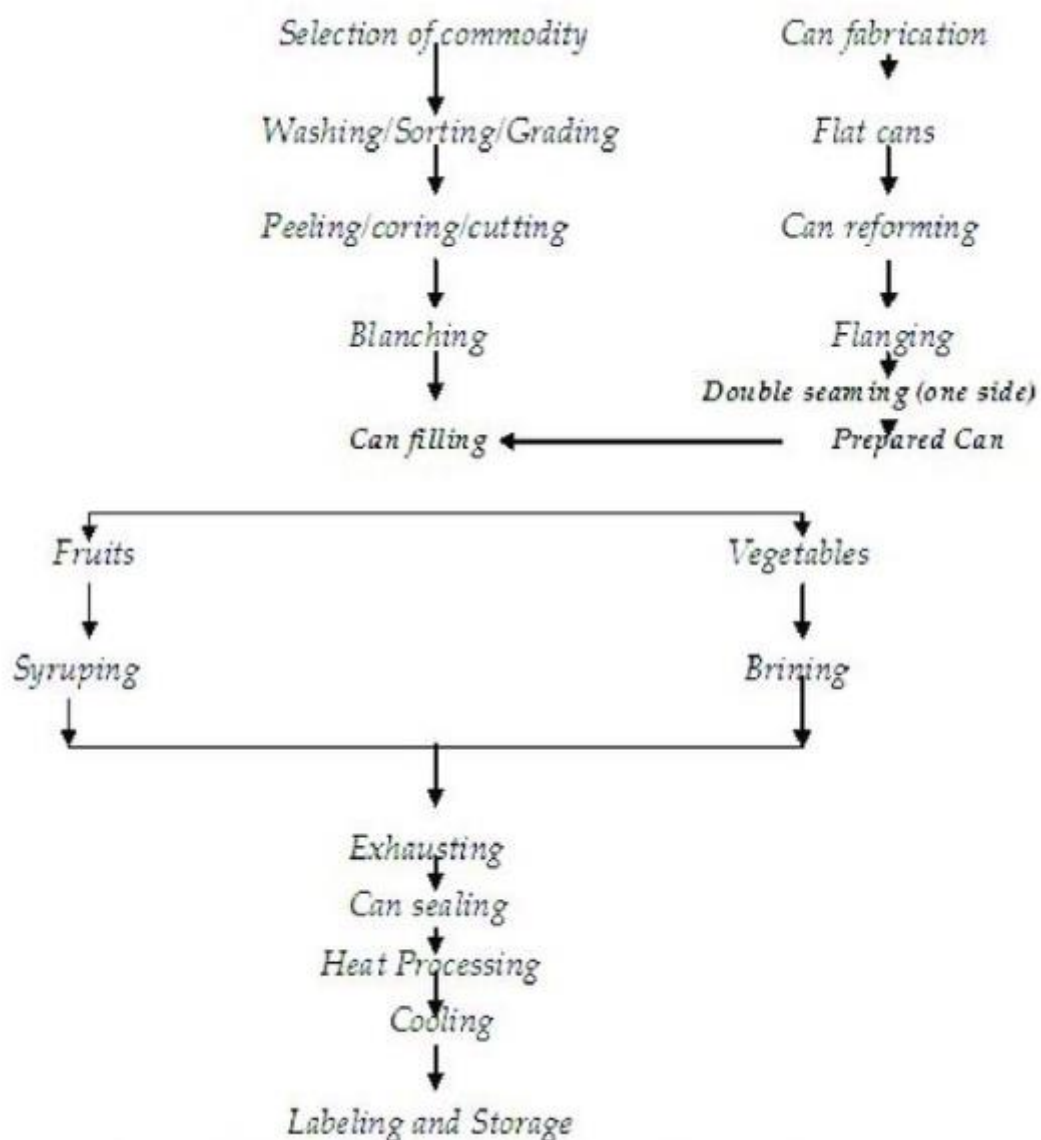 Selection of commodity Can fabrication
Washing/Sorting/Grading Flat cans
Peeling/coring/cutting Can reforming
Blanching Flanging
Double seaming (one side)
Can filling Prepared Can
Fruits Vegetables
Syruping Brining
Exhausting
Can sealing
Heat Processing
Cooling
Labeling and Storage